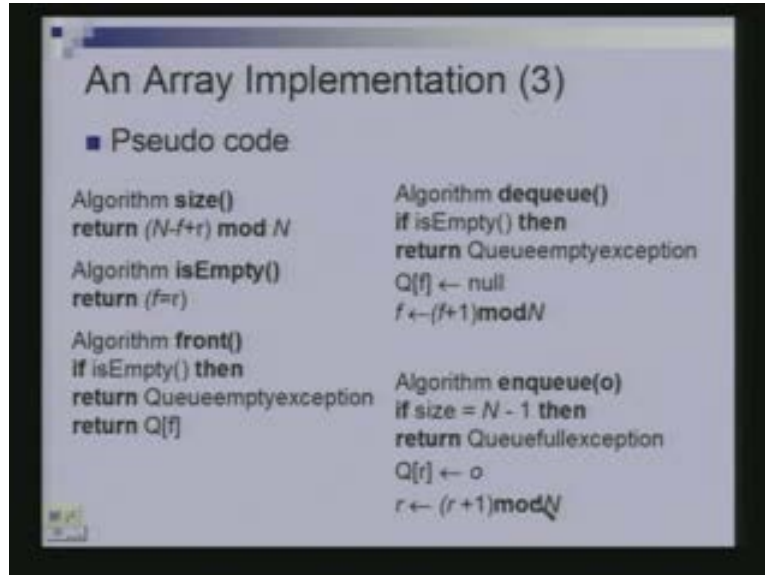 An Array Implementation (3)
Pseudo code
Algorithm size()
return (N-f+r) mod N
Algorithm isEmpty()
return (f=r)
Algorithm front()
if isEmpty() then
return Queueemptyexception
return Q[f]
Algorithm dequeue()
if isEmpty() then
return Queueemptyexception
Q[f] ← null
f ←(f+1)modN
Algorithm enqueue(o)
if size = N - 1 then
return Queuefullexception
Q[r] ← o
r ← (r +1)modN